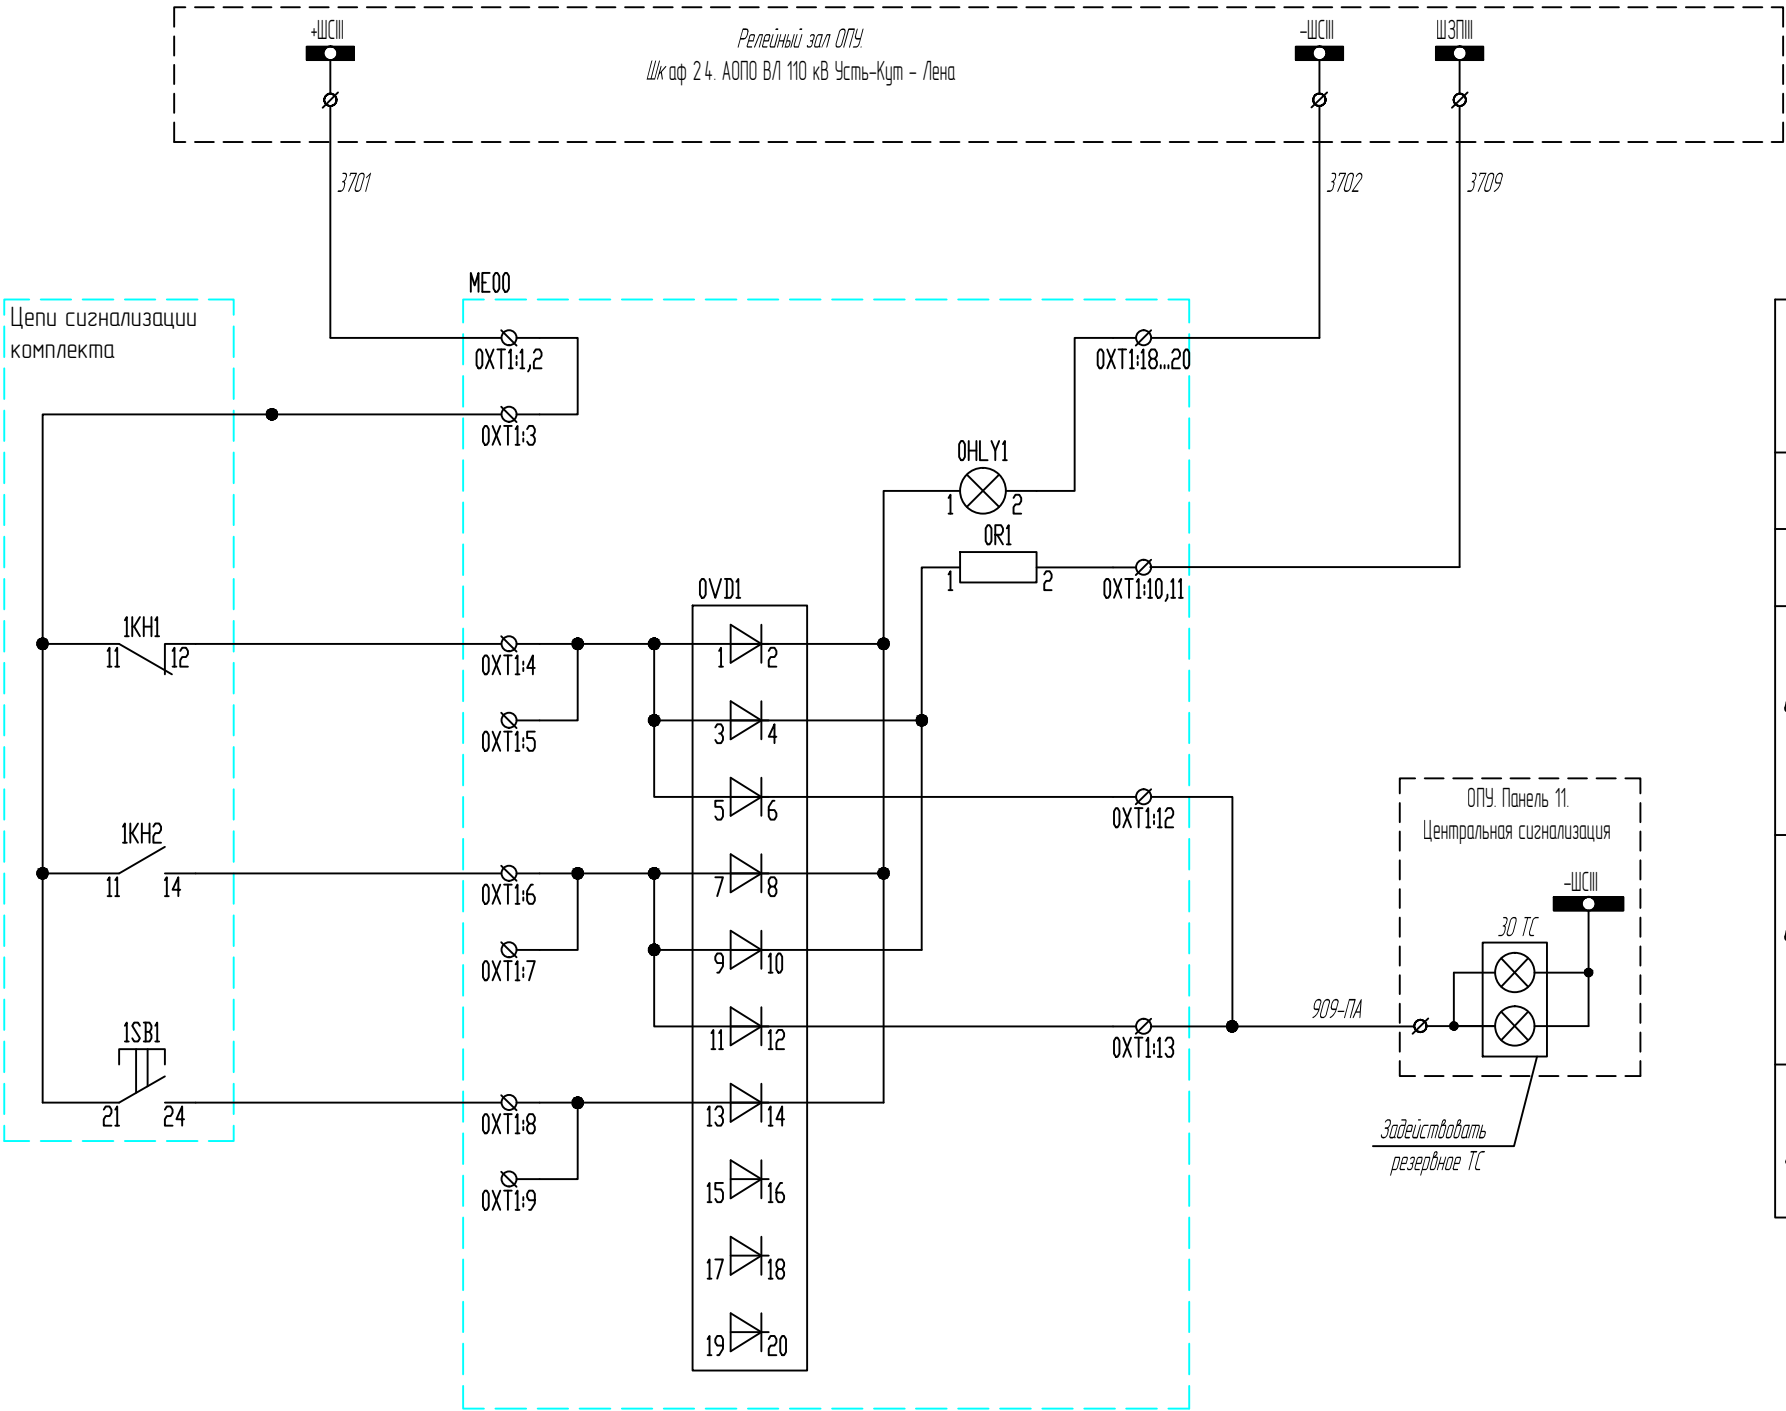 +ШСIII
Релейный зал ОПУ.
Шкаф 24. АОПО ВЛ 110 кВ Усть-Кут - Лена
-ШСIII
ШЗПIII
3701
3702
3709
ME00
Цепи сигнализации
комплекта
0XT1:1,2
0XT1:18...20
0XT1:3
0HLY1
1 2
0R1
1 2
0XT1:10,11
0VD1
1KH1
11 12
0XT1:4
1 2
0XT1:5
3 4
5 6
0XT1:12
ОПУ. Панель 11.
Центральная сигнализация
1KH2
11 14
0XT1:6
7 8
-ШСIII
30 ТС
0XT1:7
9 10
909-ПА
1SB1
11 12
0XT1:13
21 24
0XT1:8
13 14
Задействовать
резервное ТС
0XT1:9
15 16
17 18
19 20